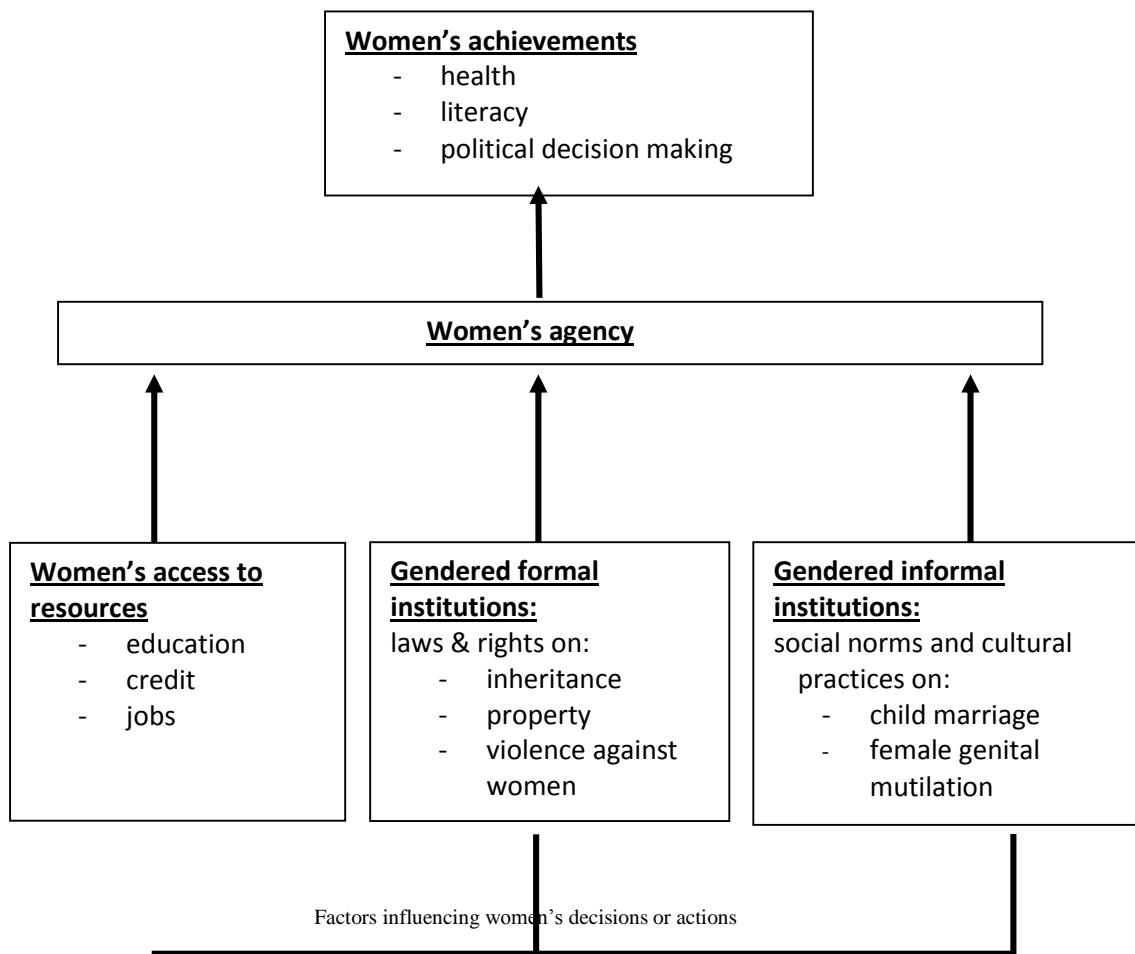 Women’s achievements
- health
- literacy
- political decision making
Women’s agency
Women’s access to
resources
- education
- credit
- jobs
Gendered formal
institutions:
laws & rights on:
- inheritance
- property
- violence against
women
Gendered informal
institutions:
social norms and cultural
practices on:
- child marriage
- female genital
mutilation
Factors influencing women’s decisions or actions